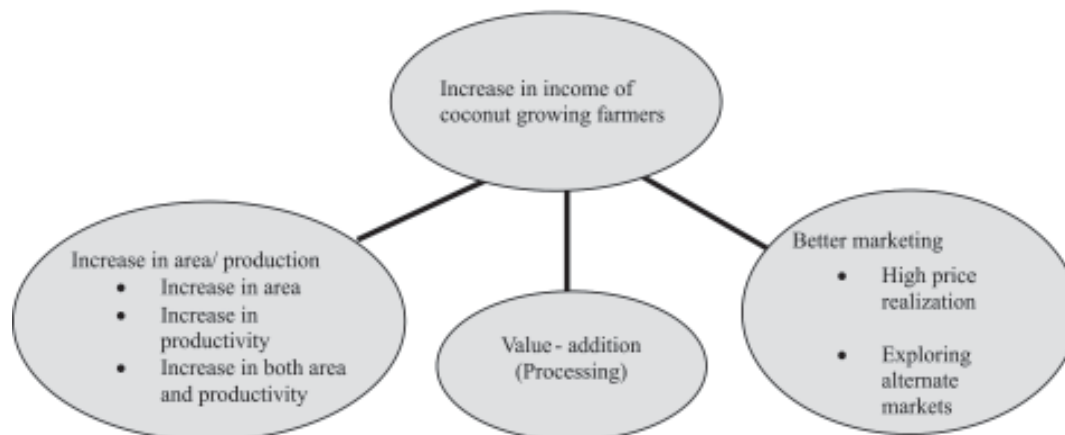 Increase in income of
coconut growing farmers
Increase in area/ production
• Increase in area
• Increase in
productivity
• Increase in both area
and productivity
Value - addition
(Processing)
Better marketing
• High price
realization
• Exploring
alternate
markets